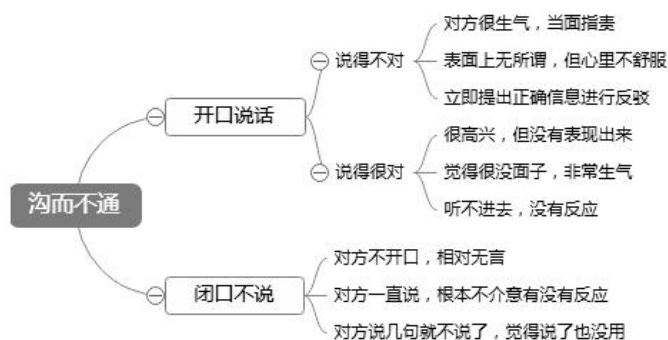 对方很生气，当面指责
说得不对
表面上无所谓，但心里不舒服
立即提出正确信息进行反驳
开口说话
很高兴，但没有表现出来
说得很对
觉得很没面子，非常生气
听不进去，没有反应
沟而不通
对方不开口，相对无言
闭口不说
对方一直说，根本不介意有没有反应
对方说几句就不说了，觉得说了也没用